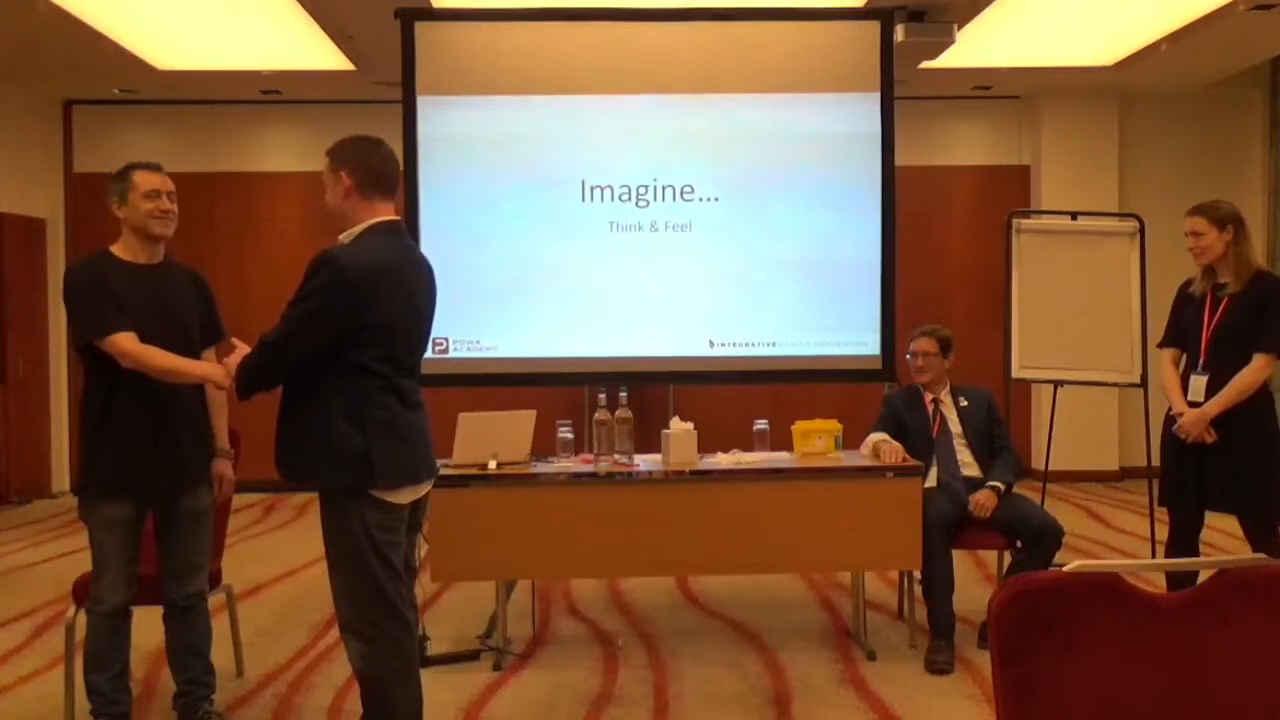 Imagine...
Think & Feel
POWA
ACADEMY
INTEGRATIVE